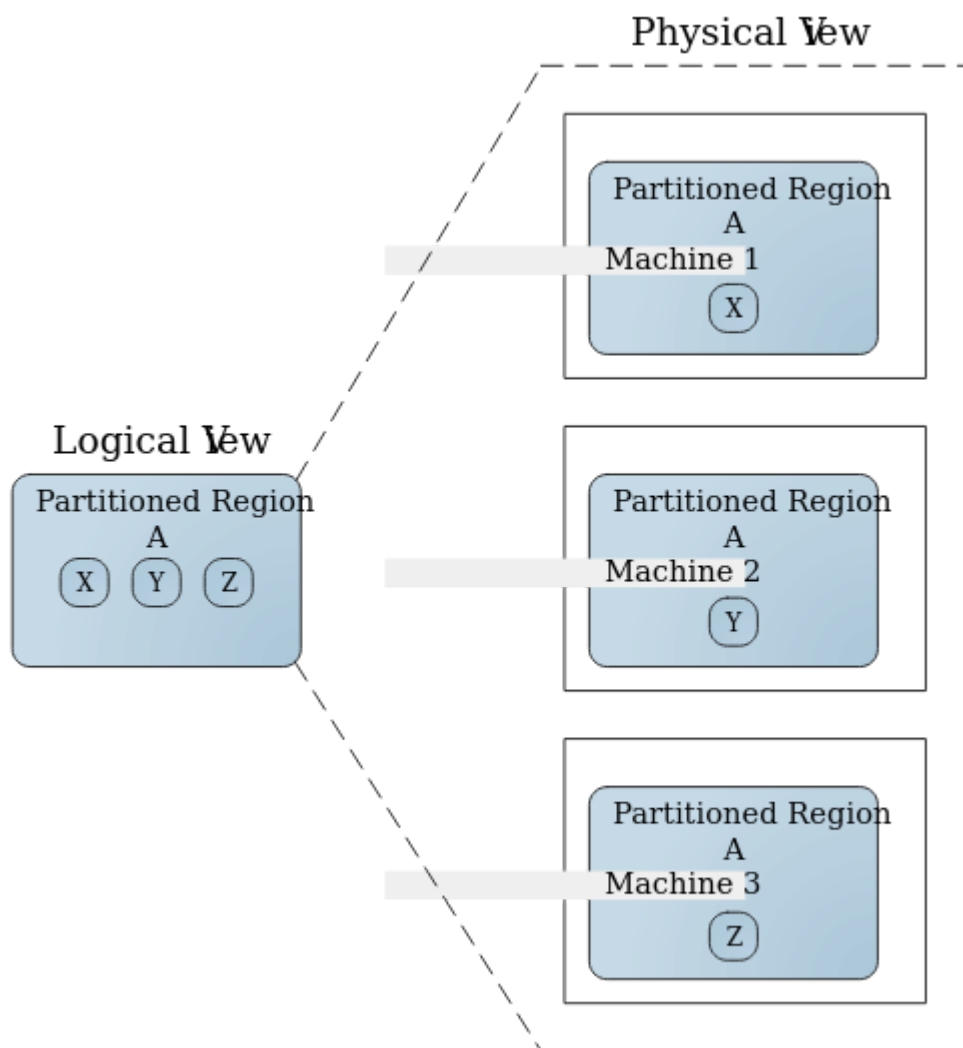 Physical View
Partitioned Region
A
Machine 1
X
Logical View
Partitioned Region
A
X Y Z
Partitioned Region
A
Machine 2
Y
Partitioned Region
A
Machine 3
Z